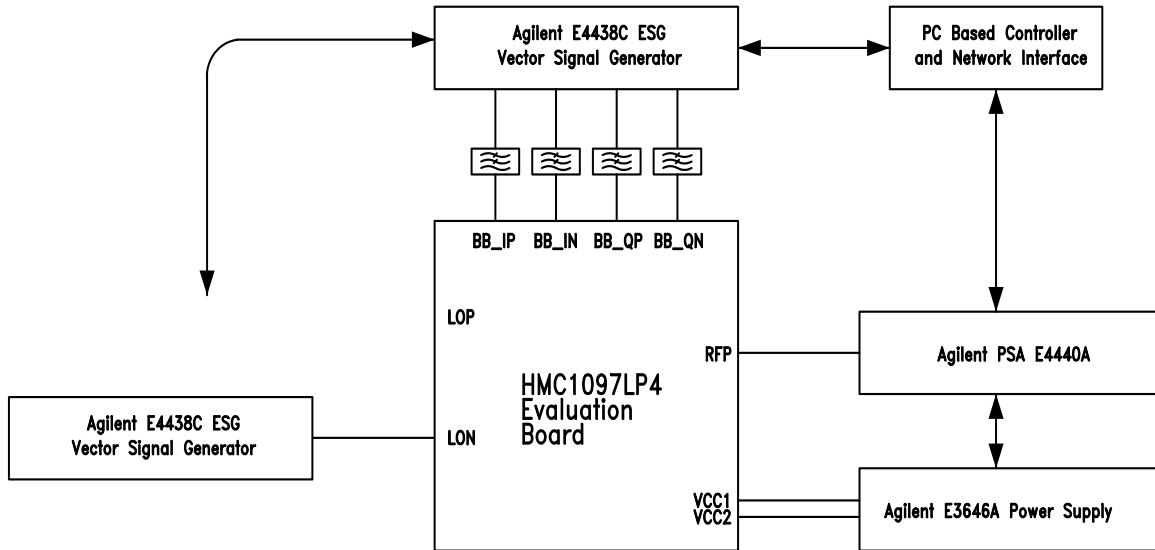 Agilent E4438C ESG
Vector Signal Generator
PC Based Controller
and Network Interface
BB_IP BB_IN BB_QP BB_QN
LOP
RFP
Agilent PSA E4440A
HMC1097LP4
Evaluation
Board
Agilent E4438C ESG
Vector Signal Generator
LON
VCC1
VCC2
Agilent E3646A Power Supply